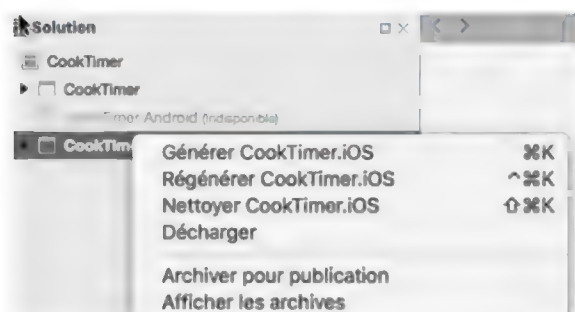 Solution
CookTimer
CookTimer
Android (Indisponible)
Générer CookTimer.iOS ⌘K
Régénérer CookTimer.iOS ^⌘K
Nettoyer CookTimer.iOS ⇧⌘K
Décharger
Archiver pour publication
Afficher les archives